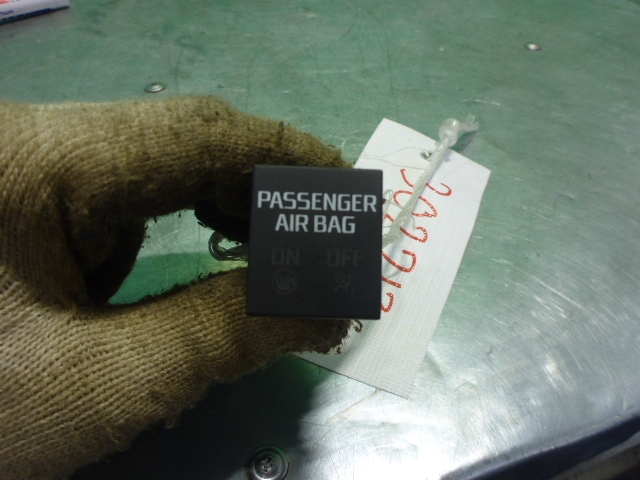 PASSENGER
AIR BAG
ON OFF